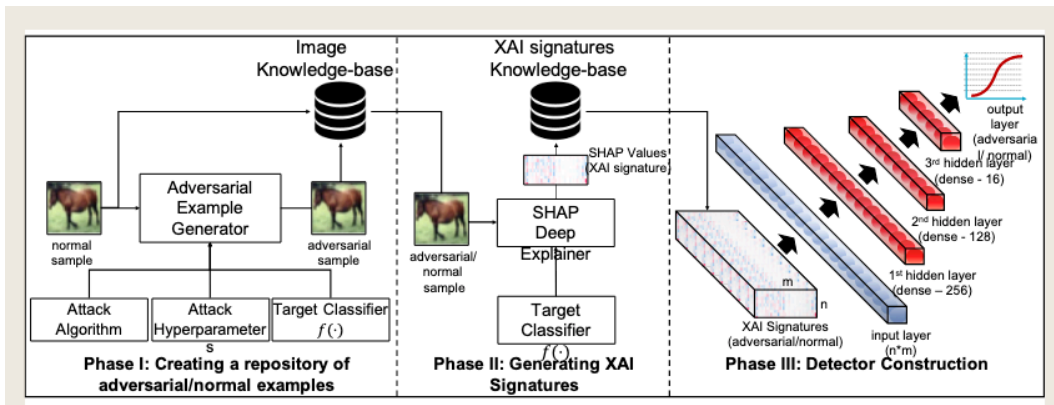 Image
Knowledge-base
normal
sample
Adversarial
Example
Generator
adversarial
sample
Attack
Algorithm
Attack
Hyperparameter
s
Target Classifier
f(·)
Phase I: Creating a repository of
adversarial/normal examples
XAI signatures
Knowledge-base
SHAP Values
(XAI signature)
adversarial/
normal
sample
SHAP
Deep
Explainer
Target
Classifier
f(·)
Phase II: Generating XAI
Signatures
output
layer
(adversaria
l/ normal)
3rd hidden layer
(dense - 16)
2nd hidden layer
(dense - 128)
1st hidden layer
(dense – 256)
m
n
XAI Signatures
(adversarial/normal)
input layer
(n*m)
Phase III: Detector Construction